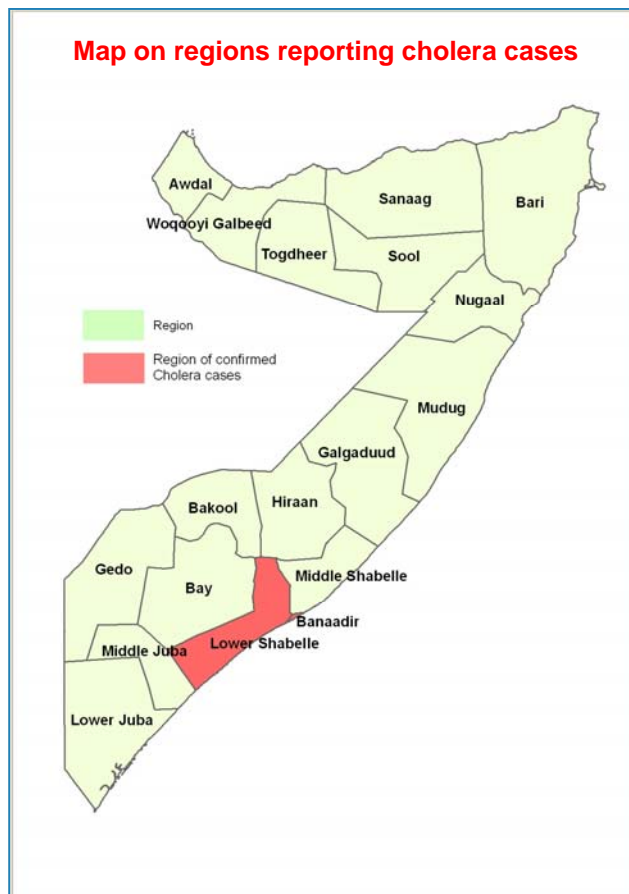 Map on regions reporting cholera cases
Awdal
Sanaag
Bari
Woqooyi Galbeed
Togdheer
Sool
Nugaal
Region
Region of confirmed
Cholera cases
Mudug
Galgaduud
Bakool
Hiraan
Gedo
Bay
Middle Shabelle
Banaadir
Lower Shabelle
Middle Juba
Lower Juba